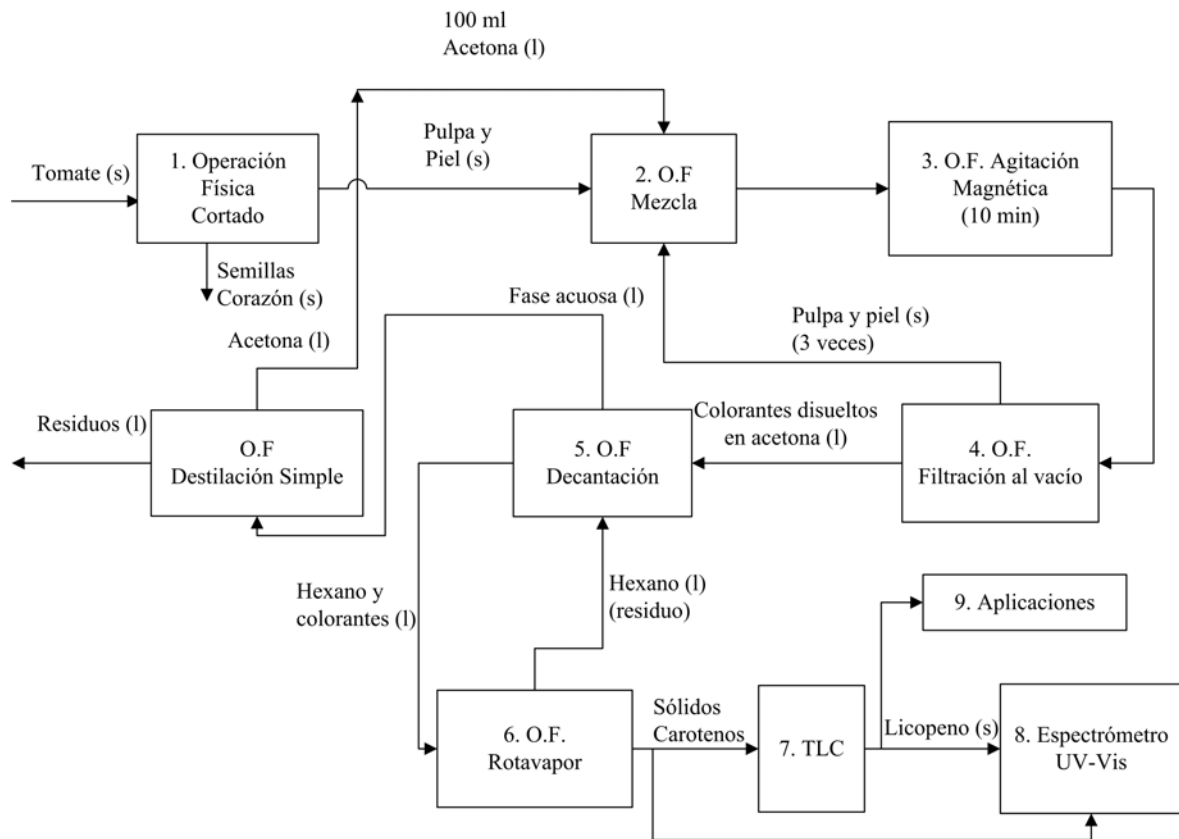 100 ml
Acetona (l)
Tomate (s)
1. Operación
Física
Cortado
Pulpa y
Piel (s)
2. O.F
Mezcla
3. O.F. Agitación
Magnética
(10 min)
Semillas
Corazón (s)
Acetona (l)
Fase acuosa (l)
Pulpa y piel (s)
(3 veces)
Residuos (l)
O.F
Destilación Simple
5. O.F
Decantación
Colorantes disueltos
en acetona (l)
4. O.F.
Filtración al vacío
Hexano y
colorantes (l)
Hexano (l)
(residuo)
9. Aplicaciones
6. O.F.
Rotavapor
Sólidos
Carotenos
7. TLC
Licopeno (s)
8. Espectrómetro
UV-Vis